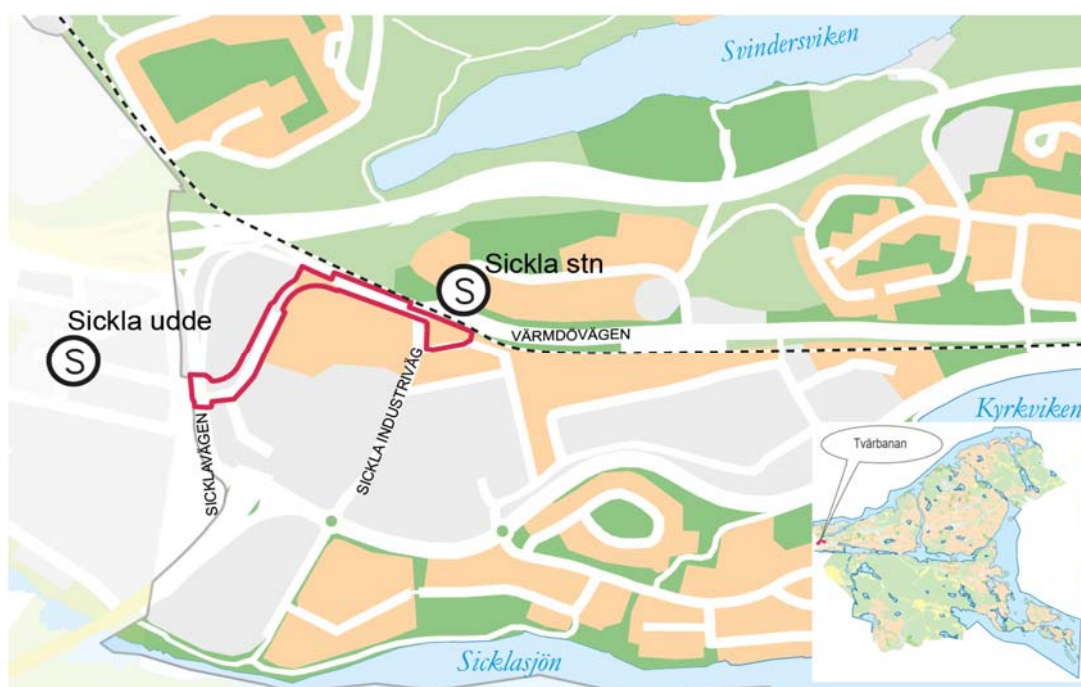 Svindersviken
Sickla stn
S
Sickla udde
S
VÄRMDÖVÄGEN
SICKLAVÄGEN
SICKLA INDUSTRIVÄG
Kyrkviken
Tvärbanan
Sicklasjön